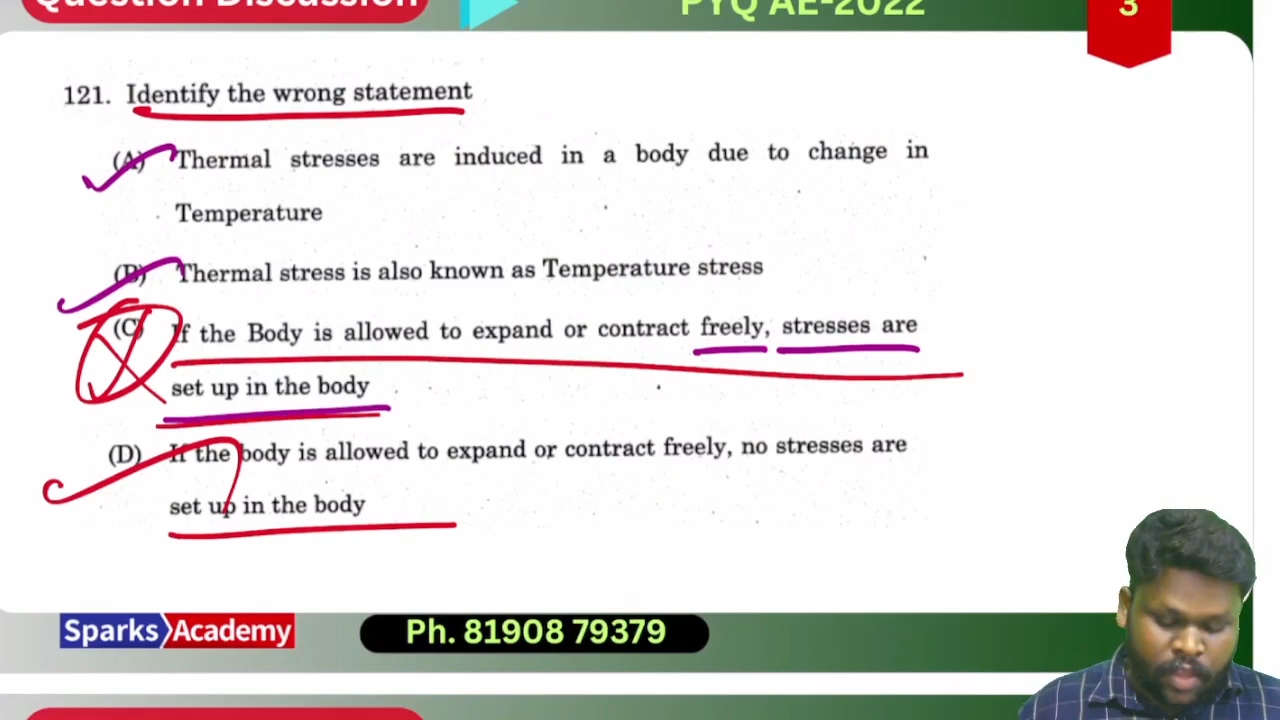 Question Discussion
PYQ AE-2022
3
121. Identify the wrong statement
(A) Thermal stresses are induced in a body due to change in
Temperature
(B) Thermal stress is also known as Temperature stress
(C) If the Body is allowed to expand or contract freely, stresses are
set up in the body
(D) If the body is allowed to expand or contract freely, no stresses are
set up in the body
Sparks Academy
Ph. 81908 79379